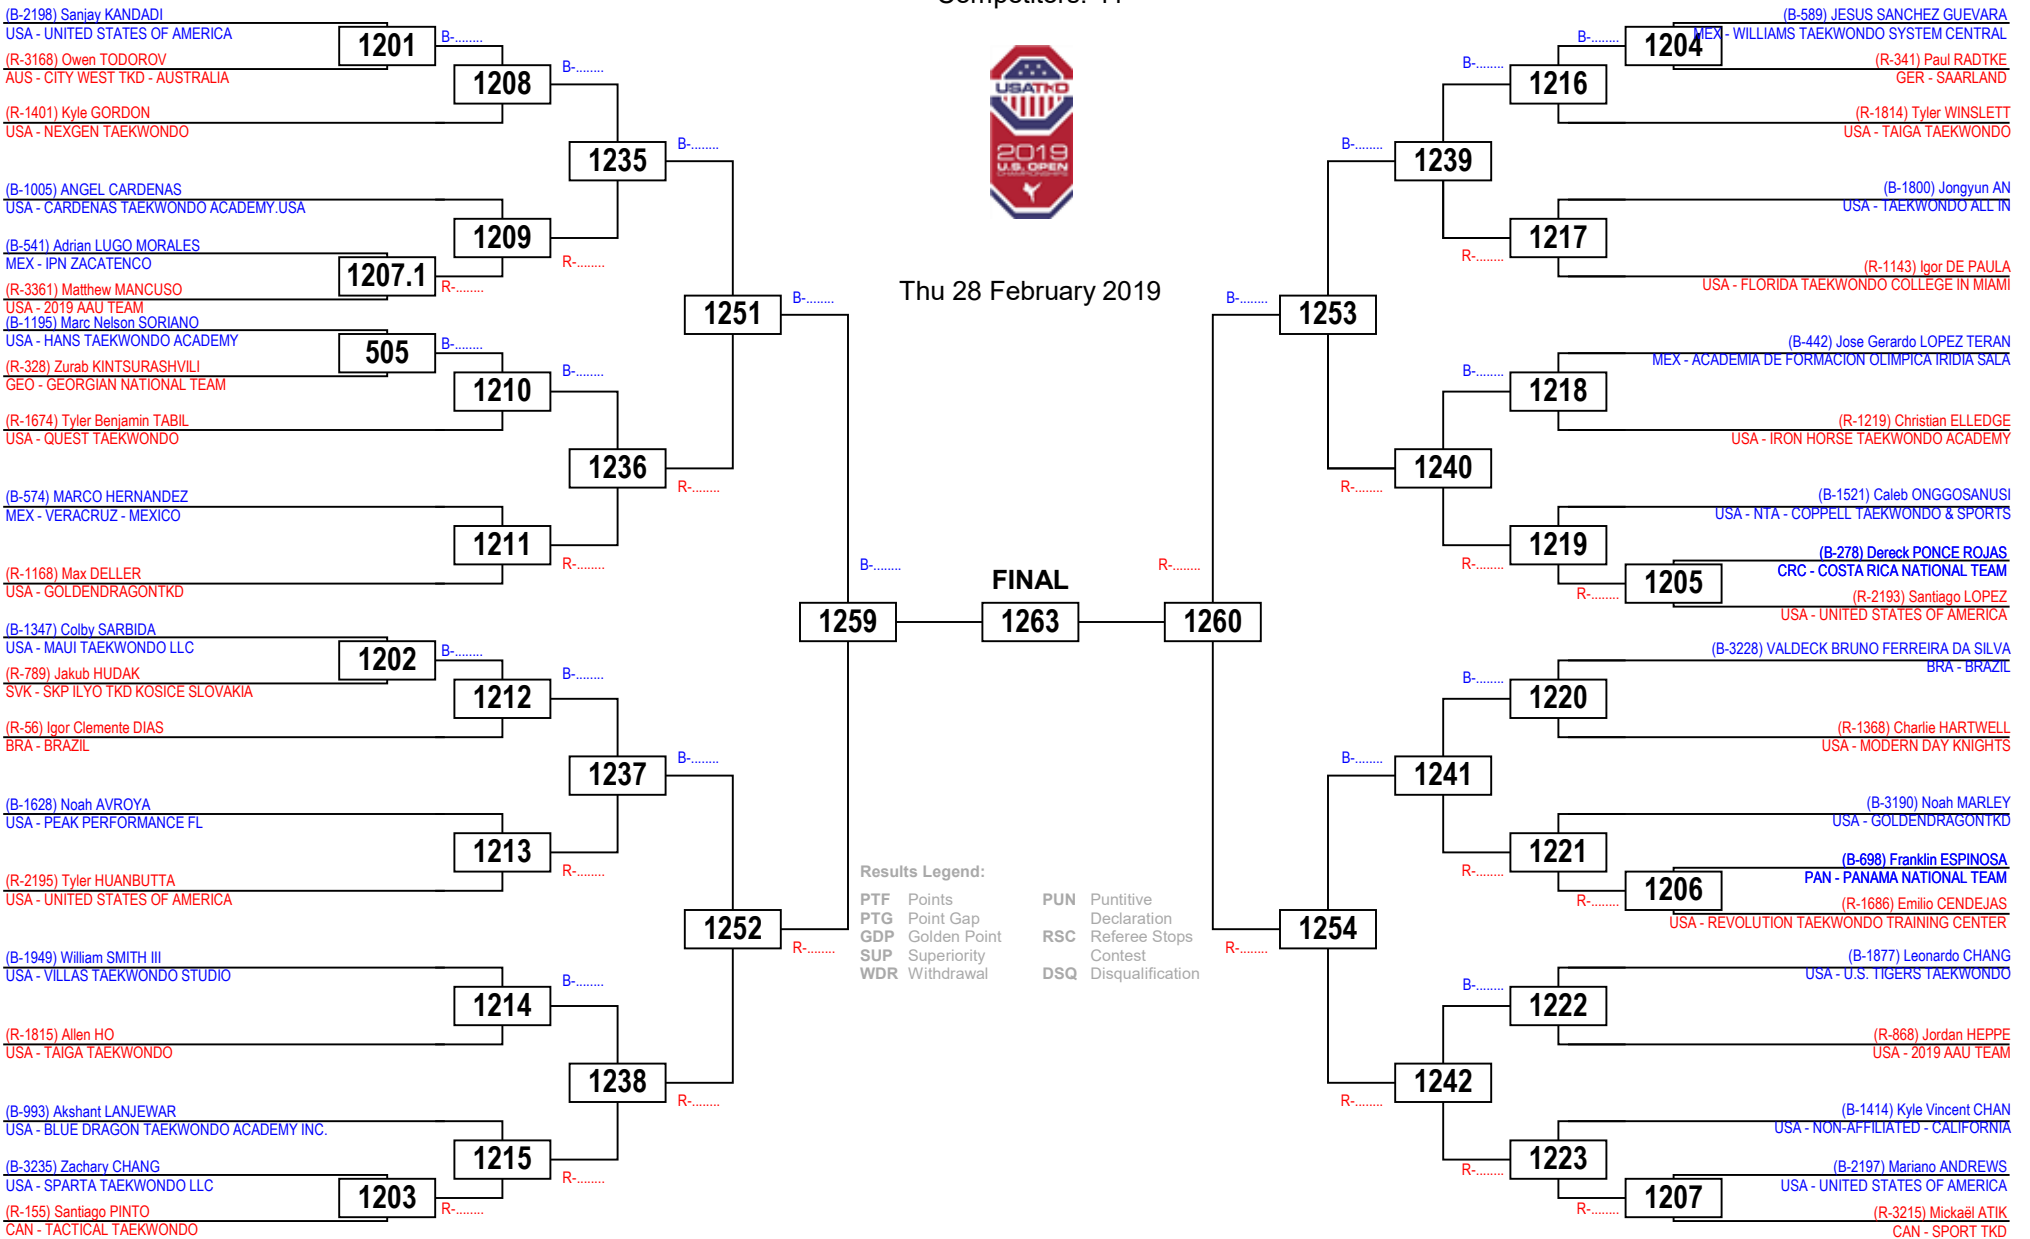 (B-2198) Sanjay KANDADI
USA - UNITED STATES OF AMERICA
1201
B-........
(R-3168) Owen TODOROV
AUS - CITY WEST TKD - AUSTRALIA
1208
B-........
(R-1401) Kyle GORDON
USA - NEXGEN TAEKWONDO
1235
B-........
(B-1005) ANGEL CARDENAS
USA - CARDENAS TAEKWONDO ACADEMY.USA
1209
R-........
(B-541) Adrian LUGO MORALES
MEX - IPN ZACATENCO
1207.1
R-........
(R-3361) Matthew MANCUSO
USA - 2019 AAU TEAM
1251
B-........
(B-1195) Marc Nelson SORIANO
USA - HANS TAEKWONDO ACADEMY
505
B-........
(R-328) Zurab KINTSURASHVILI
GEO - GEORGIAN NATIONAL TEAM
1210
B-........
(R-1674) Tyler Benjamin TABIL
USA - QUEST TAEKWONDO
1236
R-........
(B-574) MARCO HERNANDEZ
MEX - VERACRUZ - MEXICO
1211
R-........
(R-1168) Max DELLER
USA - GOLDENDRAGONTKD
1259
B-........
(B-1347) Colby SARBIDA
USA - MAUI TAEKWONDO LLC
1202
B-........
(R-789) Jakub HUDAK
SVK - SKP ILYO TKD KOSICE SLOVAKIA
1212
B-........
(R-56) Igor Clemente DIAS
BRA - BRAZIL
1237
B-........
(B-1628) Noah AVROYA
USA - PEAK PERFORMANCE FL
1213
R-........
(R-2195) Tyler HUANBUTTA
USA - UNITED STATES OF AMERICA
1252
R-........
(B-1949) William SMITH III
USA - VILLAS TAEKWONDO STUDIO
1214
B-........
(R-1815) Allen HO
USA - TAIGA TAEKWONDO
1238
R-........
(B-993) Akshant LANJEWAR
USA - BLUE DRAGON TAEKWONDO ACADEMY INC.
1215
R-........
(B-3235) Zachary CHANG
USA - SPARTA TAEKWONDO LLC
1203
R-........
(R-155) Santiago PINTO
CAN - TACTICAL TAEKWONDO
USATKD
2019
U.S. OPEN
CHAMPIONSHIPS
Thu 28 February 2019
FINAL
1263
Results Legend:
PTF Points
PTG Point Gap
GDP Golden Point
SUP Superiority
WDR Withdrawal
PUN Puntitive
Declaration
RSC Referee Stops
Contest
DSQ Disqualification
(B-589) JESUS SANCHEZ GUEVARA
MEX - WILLIAMS TAEKWONDO SYSTEM CENTRAL
1204
B-........
(R-341) Paul RADTKE
GER - SAARLAND
1216
B-........
(R-1814) Tyler WINSLETT
USA - TAIGA TAEKWONDO
1239
B-........
(B-1800) Jongyun AN
USA - TAEKWONDO ALL IN
1217
R-........
(R-1143) Igor DE PAULA
USA - FLORIDA TAEKWONDO COLLEGE IN MIAMI
1253
B-........
(B-442) Jose Gerardo LOPEZ TERAN
MEX - ACADEMIA DE FORMACION OLIMPICA IRIDIA SALA
1218
B-........
(R-1219) Christian ELLEDGE
USA - IRON HORSE TAEKWONDO ACADEMY
1240
R-........
(B-1521) Caleb ONGGOSANUSI
USA - NTA - COPPELL TAEKWONDO & SPORTS
1219
R-........
(B-278) Dereck PONCE ROJAS
CRC - COSTA RICA NATIONAL TEAM
1205
R-........
(R-2193) Santiago LOPEZ
USA - UNITED STATES OF AMERICA
1260
R-........
(B-3228) VALDECK BRUNO FERREIRA DA SILVA
BRA - BRAZIL
1220
B-........
(R-1368) Charlie HARTWELL
USA - MODERN DAY KNIGHTS
1241
B-........
(B-3190) Noah MARLEY
USA - GOLDENDRAGONTKD
1221
R-........
(B-698) Franklin ESPINOSA
PAN - PANAMA NATIONAL TEAM
1206
R-........
(R-1686) Emilio CENDEJAS
USA - REVOLUTION TAEKWONDO TRAINING CENTER
1254
R-........
(B-1877) Leonardo CHANG
USA - U.S. TIGERS TAEKWONDO
1222
B-........
(R-868) Jordan HEPPE
USA - 2019 AAU TEAM
1242
R-........
(B-1414) Kyle Vincent CHAN
USA - NON-AFFILIATED - CALIFORNIA
1223
R-........
(B-2197) Mariano ANDREWS
USA - UNITED STATES OF AMERICA
1207
R-........
(R-3215) Mickaël ATIK
CAN - SPORT TKD